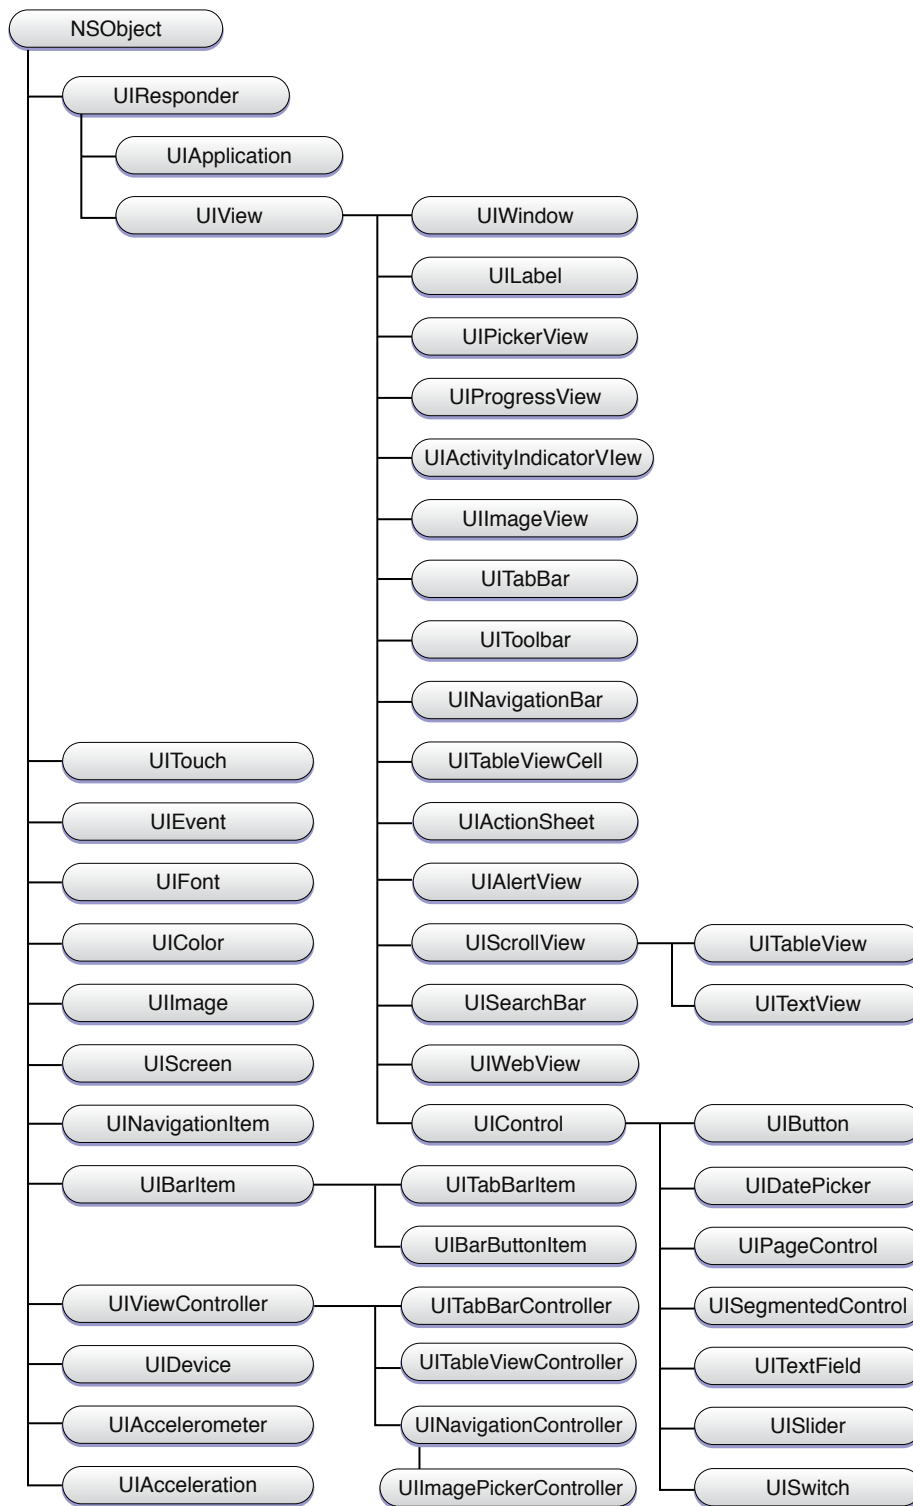 NSObject
UIResponder
UIApplication
UIView
UIWindow
UILabel
UIPickerView
UIProgressView
UIActivityIndicatorVIew
UIImageView
UITabBar
UIToolbar
UINavigationBar
UITouch
UITableViewCell
UIEvent
UIActionSheet
UIFont
UIAlertView
UIColor
UIScrollView
UITableView
UIImage
UISearchBar
UITextView
UIScreen
UIWebView
UINavigationItem
UIControl
UIButton
UIBarItem
UITabBarItem
UIDatePicker
UIBarButtonItem
UIPageControl
UIViewController
UITabBarController
UISegmentedControl
UIDevice
UITableViewController
UITextField
UIAccelerometer
UINavigationController
UISlider
UIAcceleration
UIImagePickerController
UISwitch